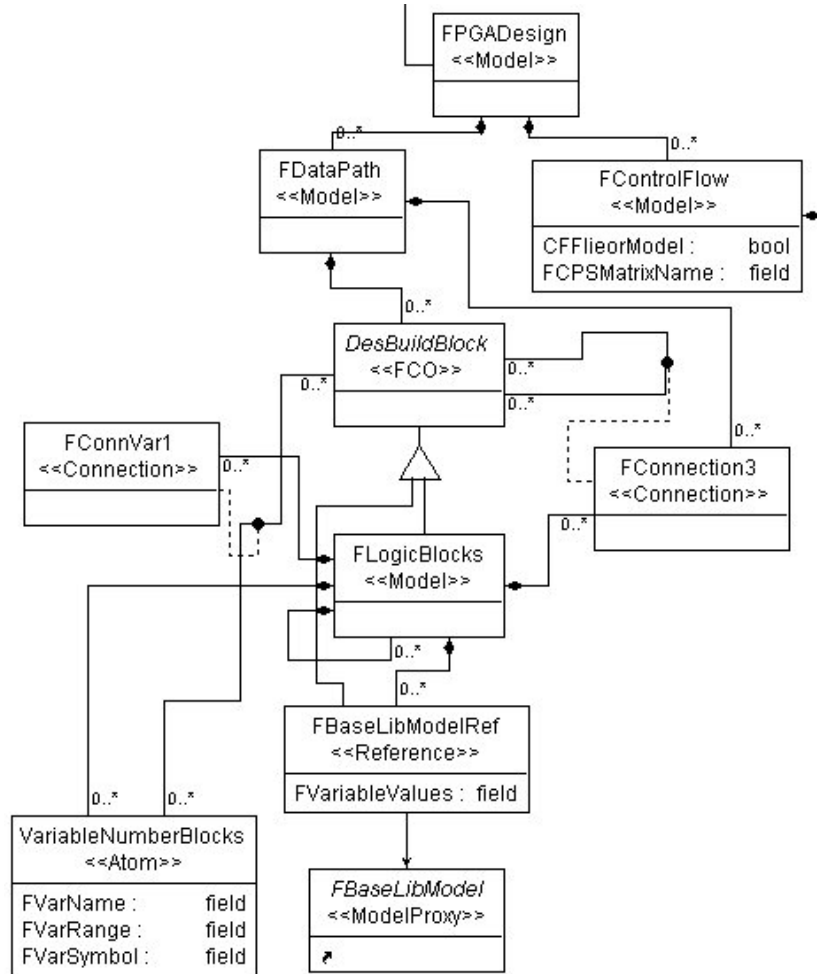 FPGADesign
<<Model>>
0..*
0..*
FDataPath
<<Model>>
FControlFlow
<<Model>>
CFFlieorModel : bool
FCPSMatrixName : field
0..*
DesBuildBlock
<<FCO>>
0..*
0..*
0..*
FConnVar1
<<Connection>>
0..*
0..*
FConnection3
<<Connection>>
0..*
FLogicBlocks
<<Model>>
0..*
0..*
FBaseLibModelRef
<<Reference>>
FVariableValues : field
0..*
0..*
VariableNumberBlocks
<<Atom>>
FVarName : field
FVarRange : field
FVarSymbol : field
FBaseLibModel
<<ModelProxy>>